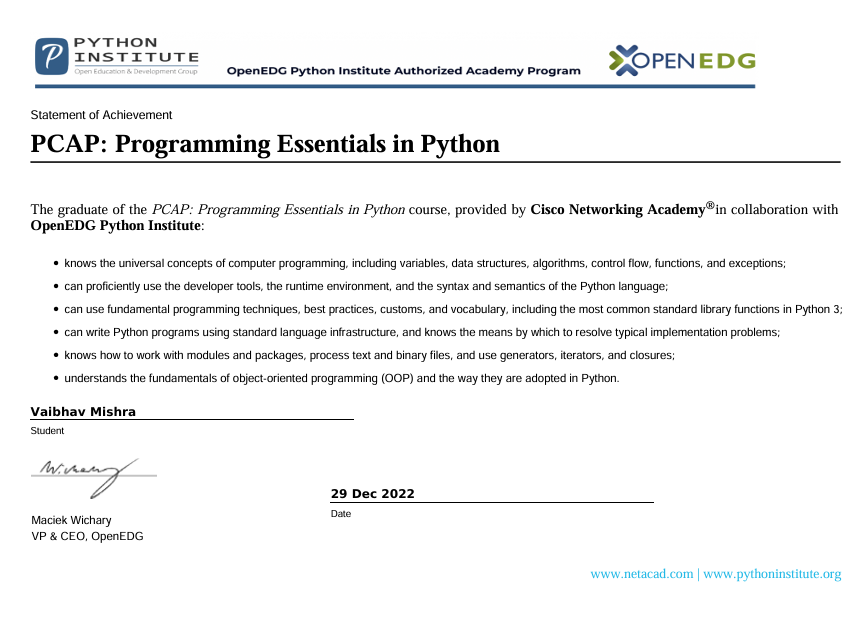 PYTHON
INSTITUTE
Open Education & Development Group
OpenEDG Python Institute Authorized Academy Program
OPENEDG
Statement of Achievement
PCAP: Programming Essentials in Python
The graduate of the PCAP: Programming Essentials in Python course, provided by Cisco Networking Academy®in collaboration with
OpenEDG Python Institute:
• knows the universal concepts of computer programming, including variables, data structures, algorithms, control flow, functions, and exceptions;
• can proficiently use the developer tools, the runtime environment, and the syntax and semantics of the Python language;
• can use fundamental programming techniques, best practices, customs, and vocabulary, including the most common standard library functions in Python 3;
• can write Python programs using standard language infrastructure, and knows the means by which to resolve typical implementation problems;
• knows how to work with modules and packages, process text and binary files, and use generators, iterators, and closures;
• understands the fundamentals of object-oriented programming (OOP) and the way they are adopted in Python.
Vaibhav Mishra
Student
W.chary
29 Dec 2022
Date
Maciek Wichary
VP & CEO, OpenEDG
www.netacad.com | www.pythoninstitute.org